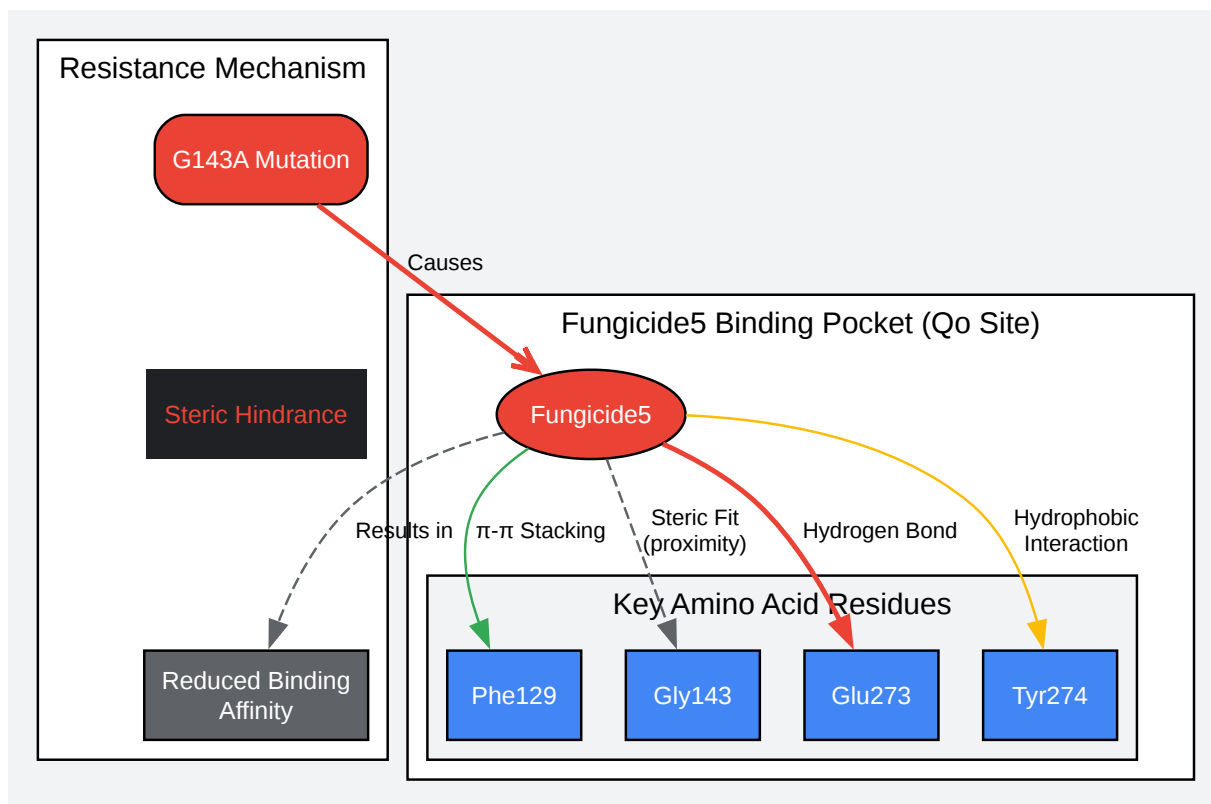 Resistance Mechanism
G143A Mutation
Causes
Fungicide5 Binding Pocket (Qo Site)
Steric Hindrance
Fungicide5
Results in
π-π Stacking
Steric Fit
(proximity)
Hydrogen Bond
Hydrophobic
Interaction
Key Amino Acid Residues
Reduced Binding
Affinity
Phe129
Gly143
Glu273
Tyr274